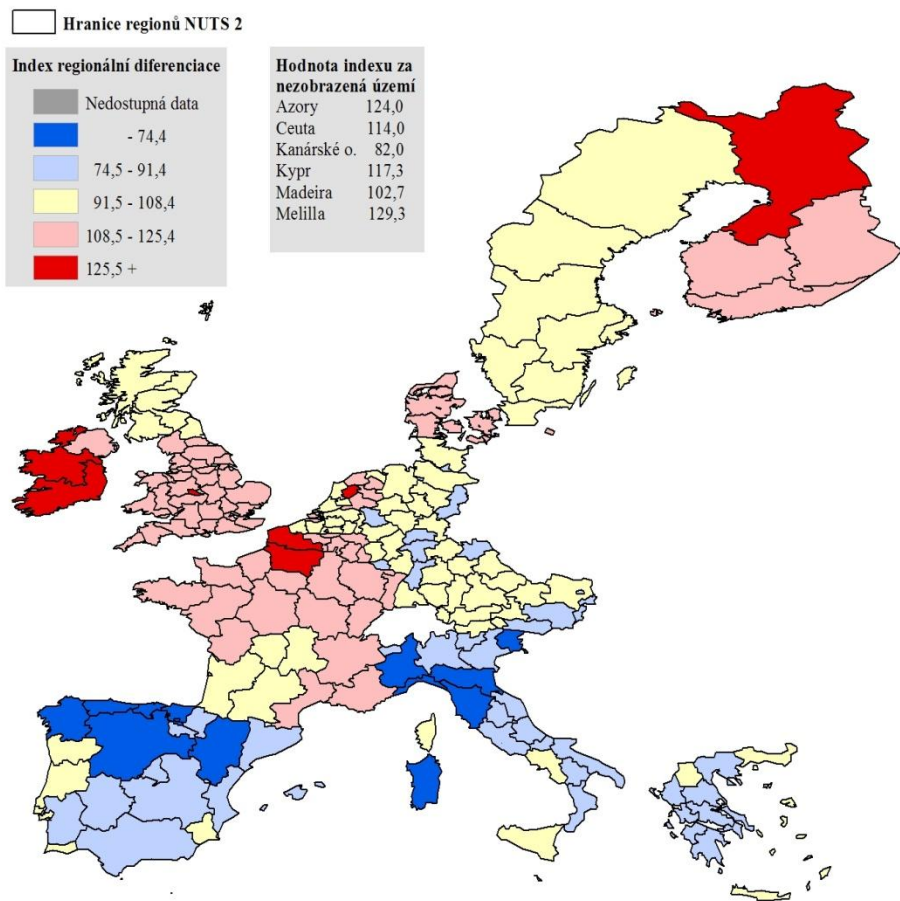 Hranice regionů NUTS 2
Index regionální diferenciace
Nedostupná data
- 74,4
74,5 - 91,4
91,5 - 108,4
108,5 - 125,4
125,5 +
Hodnota indexu za
nezobrazená území
Azory 124,0
Ceuta 114,0
Kanárské o. 82,0
Kypr 117,3
Madeira 102,7
Melilla 129,3